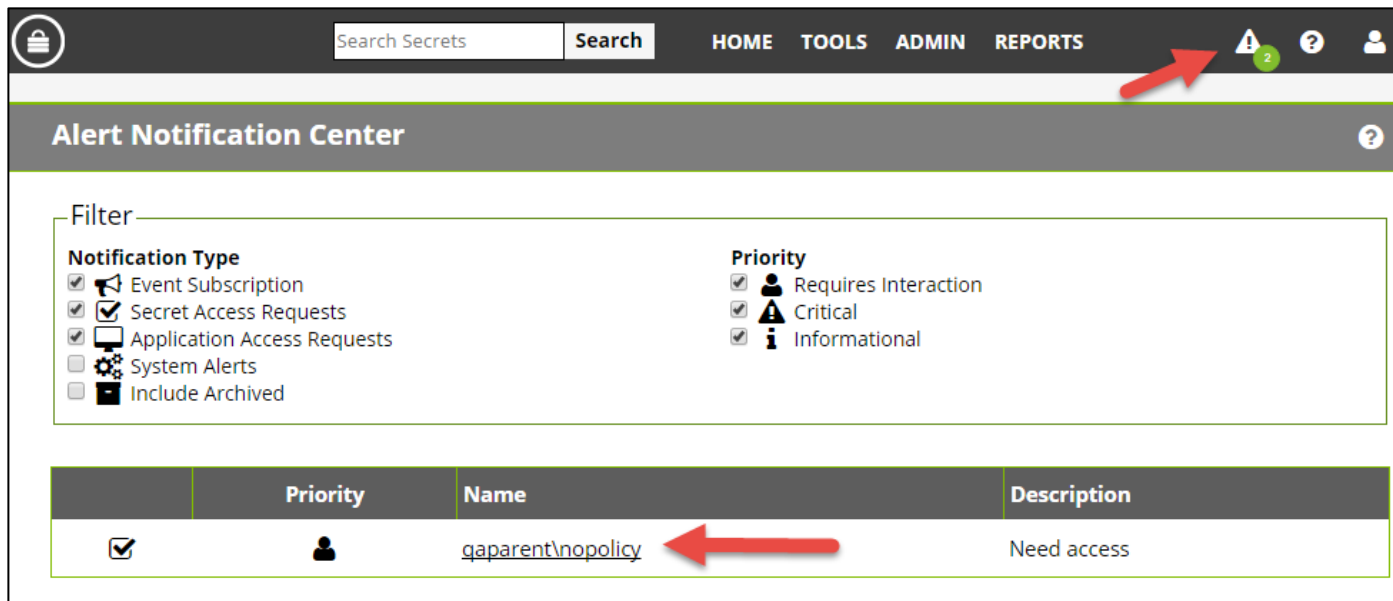 Search Secrets Search HOME TOOLS ADMIN REPORTS 2
Alert Notification Center
Filter
Notification Type
Event Subscription
Secret Access Requests
Application Access Requests
System Alerts
Include Archived
Priority
Requires Interaction
Critical
Informational
Priority Name Description
qaparent\nopolicy Need access